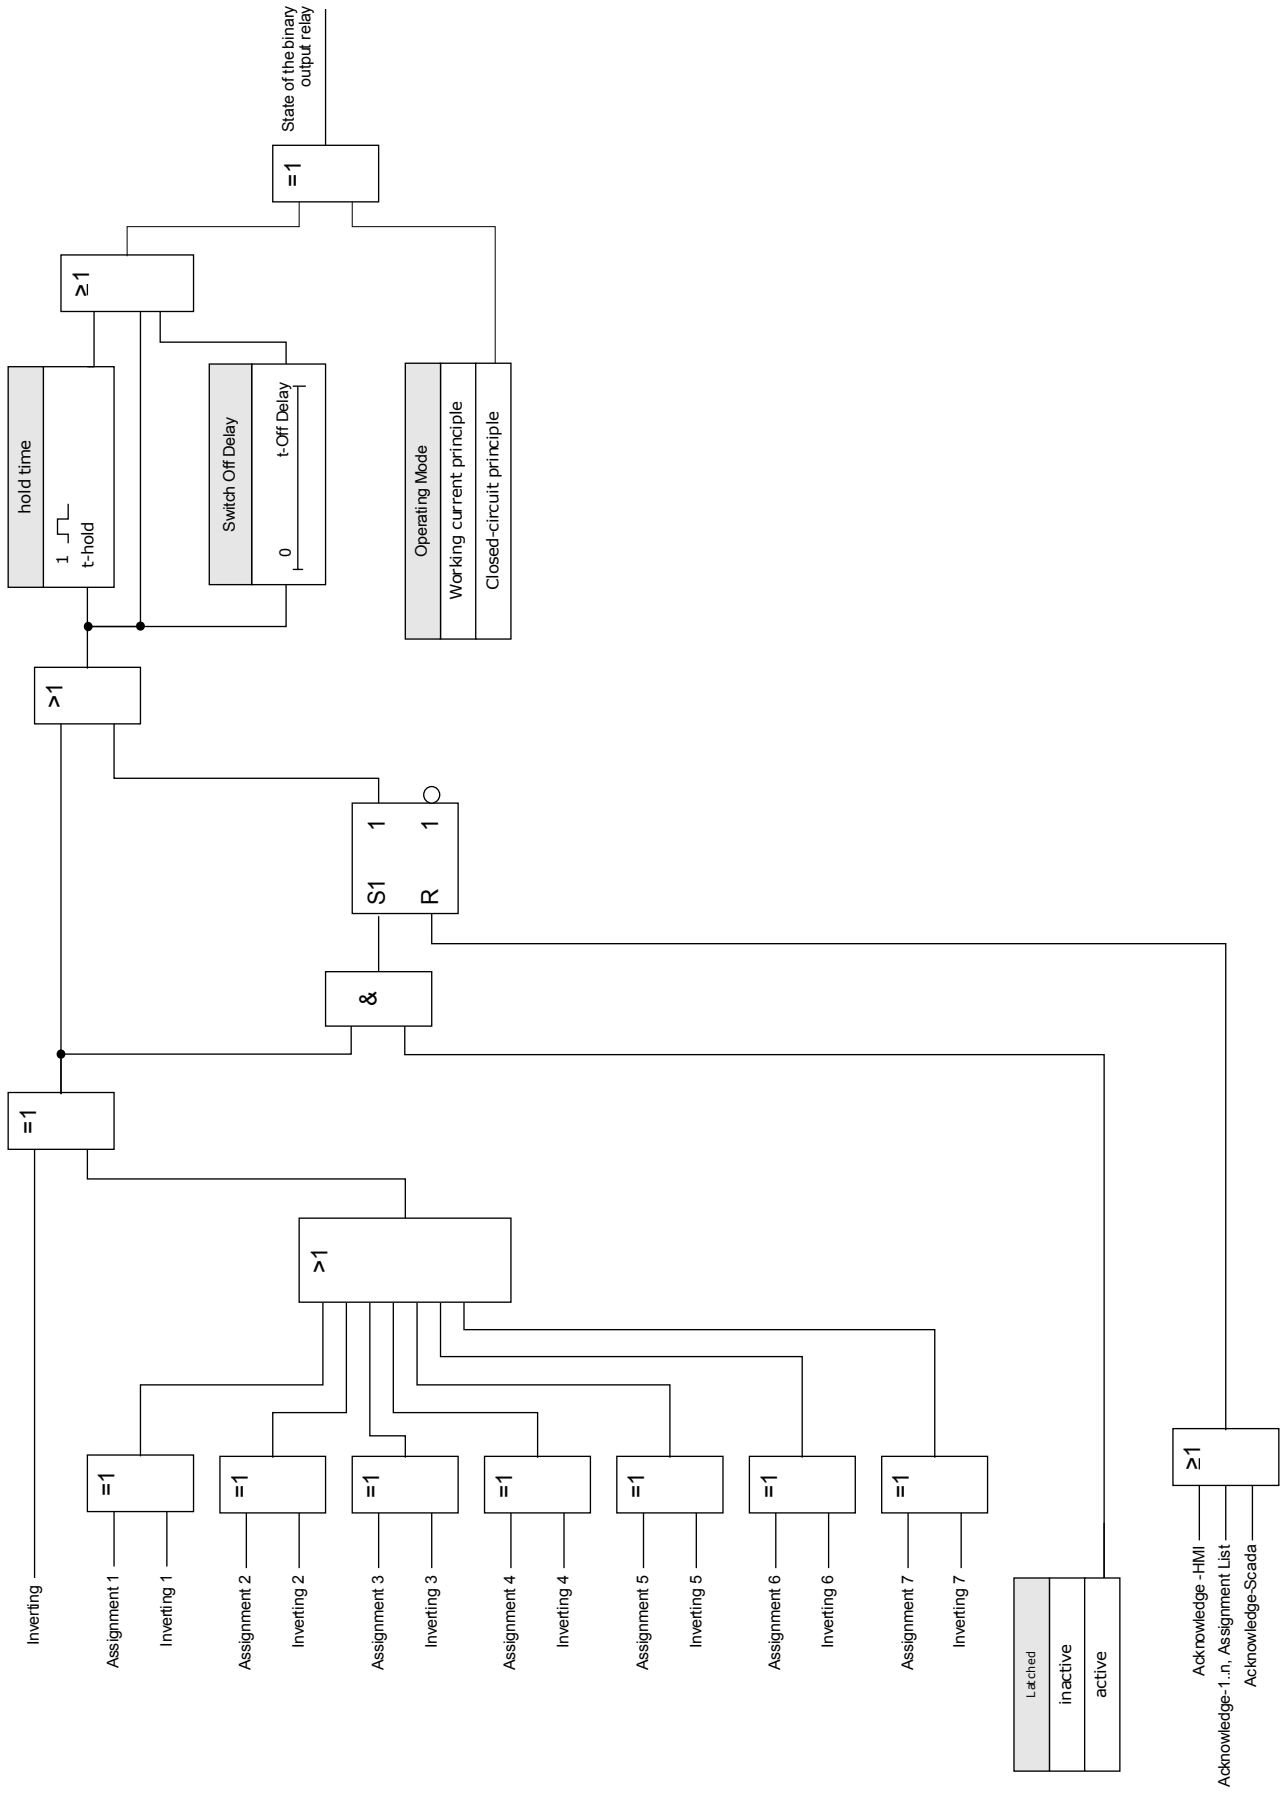 Inverting
Assignment 1
Inverting 1
Assignment 2
Inverting 2
Assignment 3
Inverting 3
Assignment 4
Inverting 4
Assignment 5
Inverting 5
Assignment 6
Inverting 6
Assignment 7
Inverting 7
Latched
inactive
active
Acknowledge -HMI
Acknowledge-1..n, Assignment List
Acknowledge-Scada
=1
=1
=1
=1
=1
=1
=1
≥1
>1
=1
&
S1 1
R 1
>1
hold time
1
t-hold
Switch Off Delay
0 t-Off Delay
Operating Mode
Working current principle
Closed-circuit principle
≥1
=1
State of the binary
output relay